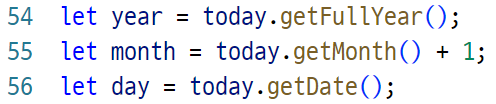 54 let year = today.getFullYear();
55 let month = today.getMonth() + 1;
56 let day = today.getDate();